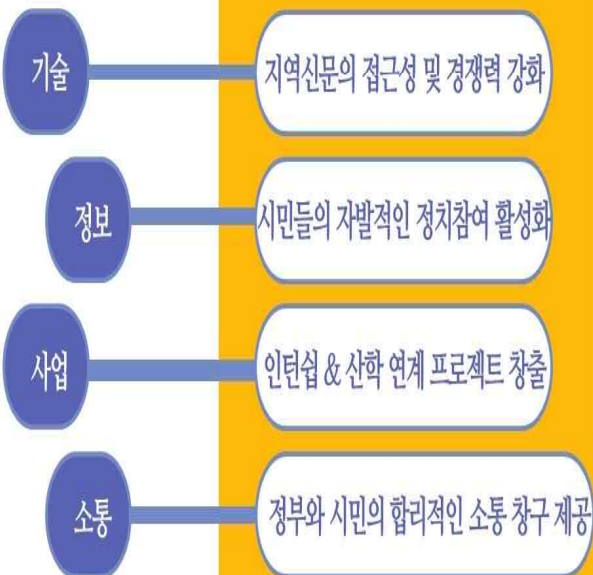 기술
지역신문의 접근성 및 경쟁력 강화
정보
시민들의 자발적인 정치참여 활성화
사업
인턴쉽 & 산학 연계 프로젝트 창출
소통
정부와 시민의 합리적인 소통 창구 제공